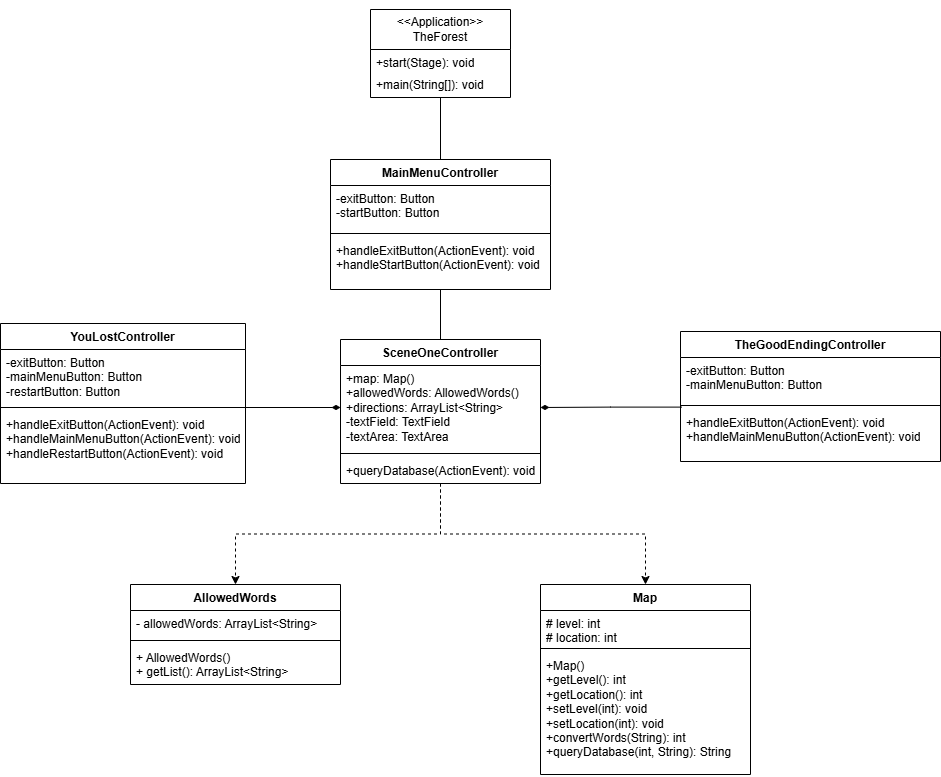 <<Application>>
TheForest
+start(Stage): void
+main(String[]): void
MainMenuController
-exitButton: Button
-startButton: Button
+handleExitButton(ActionEvent): void
+handleStartButton(ActionEvent): void
YouLostController
-exitButton: Button
-mainMenuButton: Button
-restartButton: Button
+handleExitButton(ActionEvent): void
+handleMainMenuButton(ActionEvent): void
+handleRestartButton(ActionEvent): void
SceneOneController
+map: Map()
+allowedWords: AllowedWords()
+directions: ArrayList<String>
-textField: TextField
-textArea: TextArea
+queryDatabase(ActionEvent): void
TheGoodEndingController
-exitButton: Button
-mainMenuButton: Button
+handleExitButton(ActionEvent): void
+handleMainMenuButton(ActionEvent): void
AllowedWords
- allowedWords: ArrayList<String>
+ AllowedWords()
+ getList(): ArrayList<String>
Map
# level: int
# location: int
+Map()
+getLevel(): int
+getLocation(): int
+setLevel(int): void
+setLocation(int): void
+convertWords(String): int
+queryDatabase(int, String): String